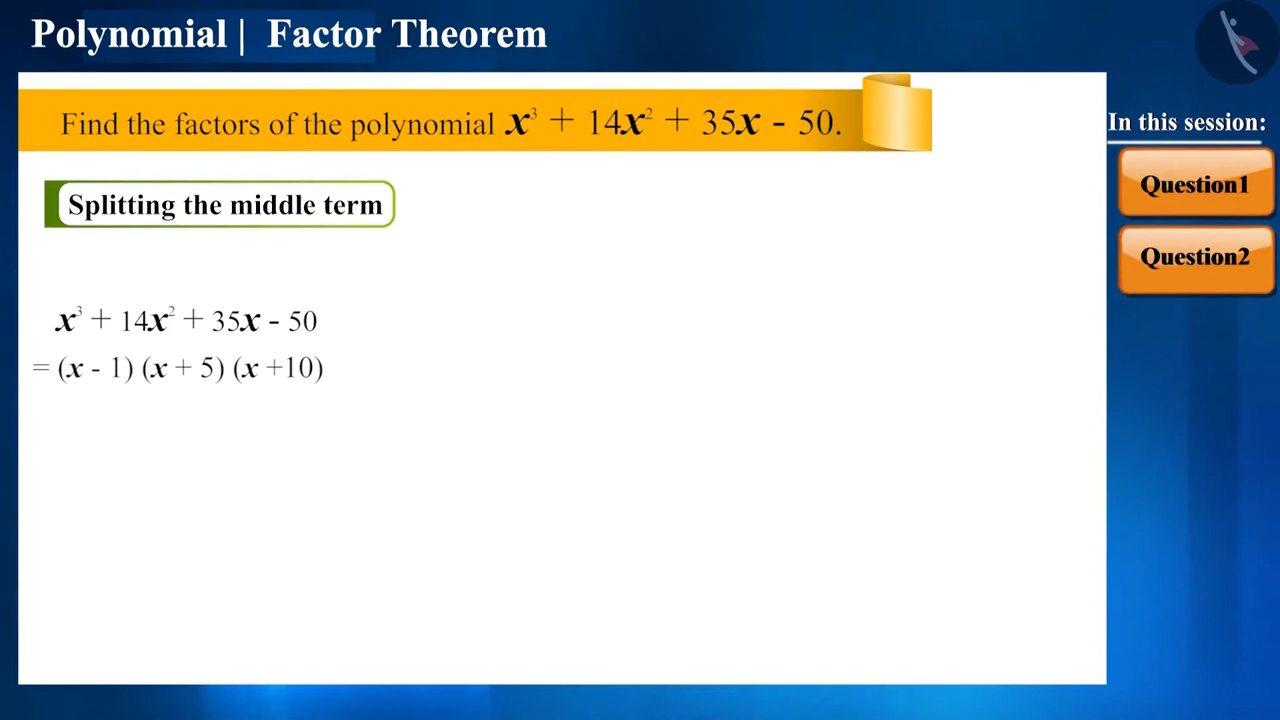 Polynomial | Factor Theorem
Find the factors of the polynomial x³ + 14x² + 35x - 50.
In this session:
Question1
Question2
Splitting the middle term
x³ + 14x² + 35x - 50
= (x - 1) (x + 5) (x +10)